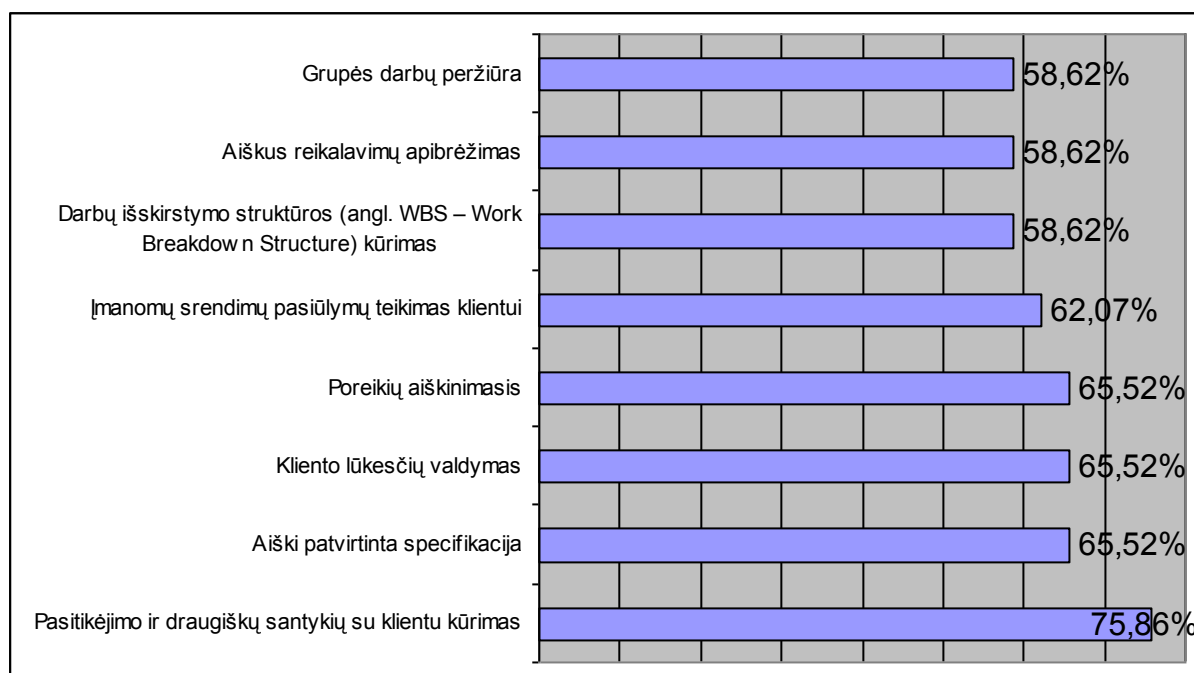 Grupės darbų peržiūra
58,62%
Aiškus reikalavimų apibrėžimas
58,62%
Darbų išskirstymo struktūros (angl. WBS – Work
Breakdow n Structure) kūrimas
58,62%
Įmanomų srendimų pasiūlymų teikimas klientui
62,07%
Poreikių aiškinimasis
65,52%
Kliento lūkesčių valdymas
65,52%
Aiški patvirtinta specifikacija
65,52%
Pasitikėjimo ir draugiškų santykių su klientu kūrimas
75,86%